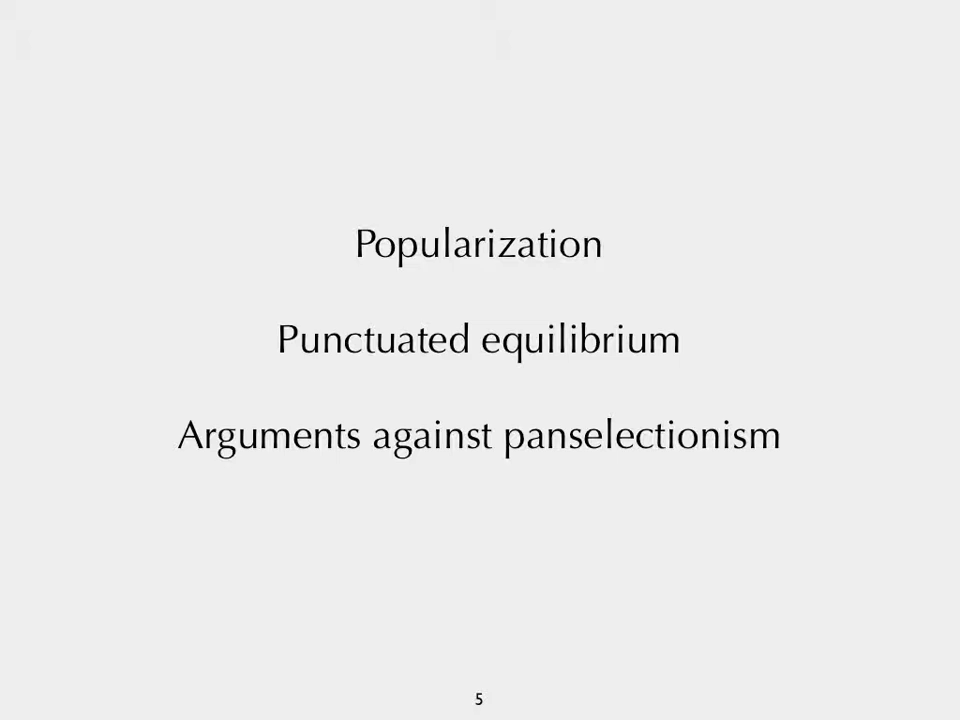 Popularization
Punctuated equilibrium
Arguments against panselectionism
5